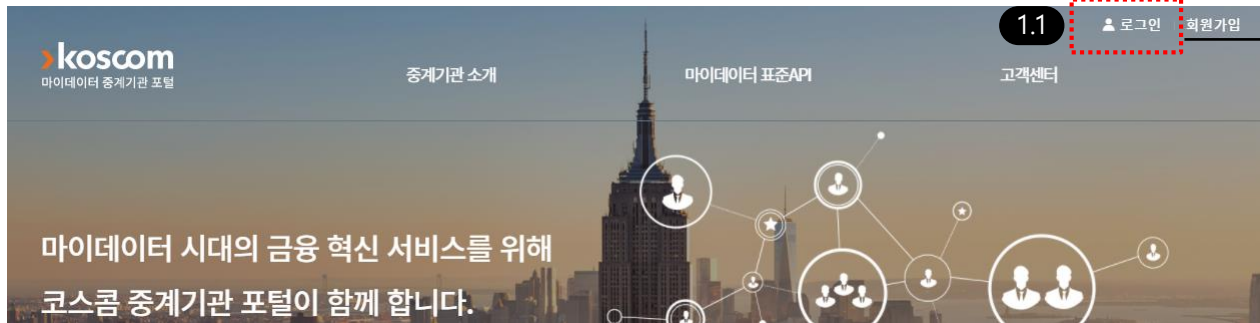 1.1
로그인
회원가입
koscom
마이데이터 중계기관 포털
중계기관 소개
마이데이터 표준API
고객센터
마이데이터 시대의 금융 혁신 서비스를 위해
코스콤 중계기관 포털이 함께 합니다.